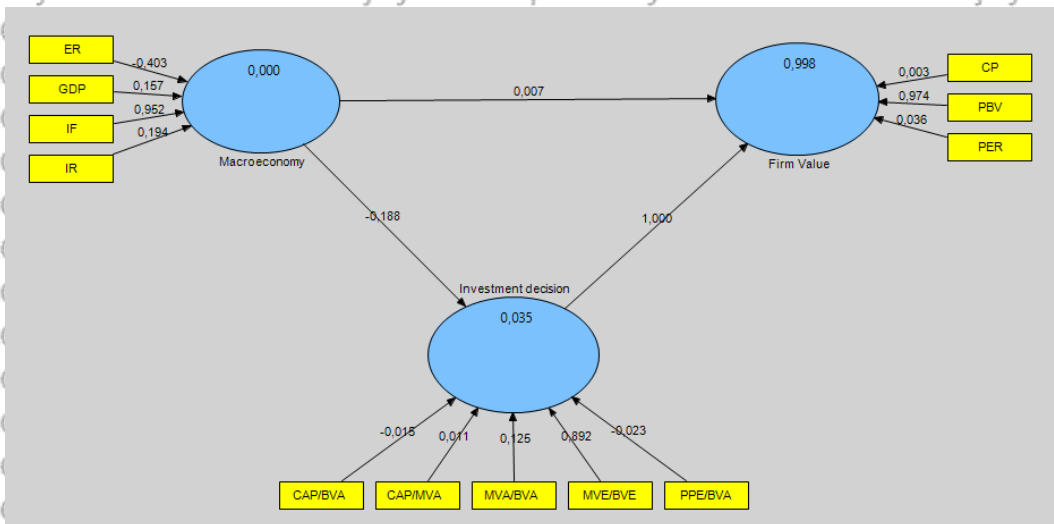 ER
GDP
IF
IR
-0,403
0,157
0,952
0,194
0,000
Macroeconomy
0,007
0,998
Firm Value
0,003
0,974
0,036
CP
PBV
PER
-0,188
1,000
Investment decision
0,035
-0,015
0,011
0,125
0,892
-0,023
CAP/BVA
CAP/MVA
MVA/BVA
MVE/BVE
PPE/BVA